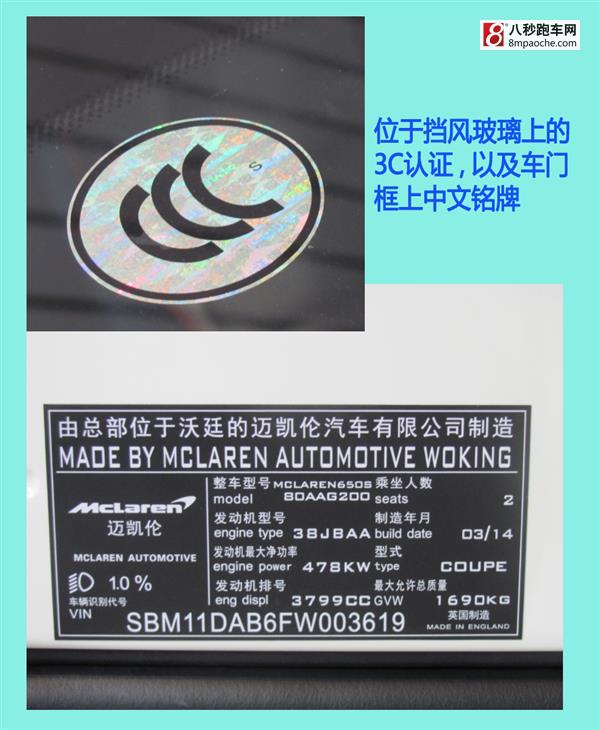 八秒跑车网
8mpaoche.com
位于挡风玻璃上的
3C认证，以及车门
框上中文铭牌
CCC
S
由总部位于沃廷的迈凯伦汽车有限公司制造
MADE BY MCLAREN AUTOMOTIVE WOKING
McLaren
迈凯伦
MCLAREN AUTOMOTIVE
1.0 %
整车型号 MCLAREN650S 乘坐人数
model 80AAG200 seats 2
发动机型号 制造年月
engine type 38JBAA build date 03/14
发动机最大净功率 型式
engine power 478KW type COUPE
发动机排号 最大允许总质量
eng displ 3799CC GVW 1690KG
车辆识别代号 英国制造
VIN SBM11DAB6FW003619 MADE IN ENGLAND